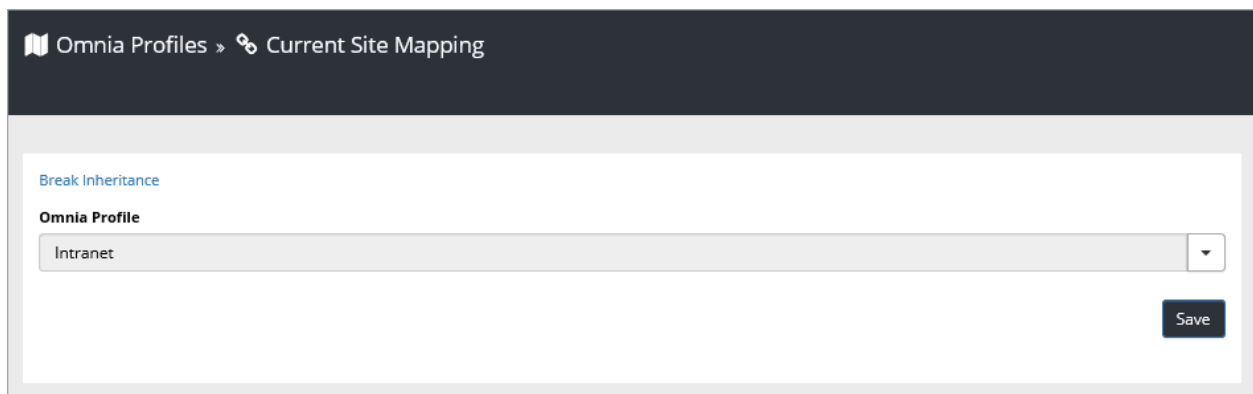 Omnia Profiles » Current Site Mapping
Break Inheritance
Omnia Profile
Intranet
Save